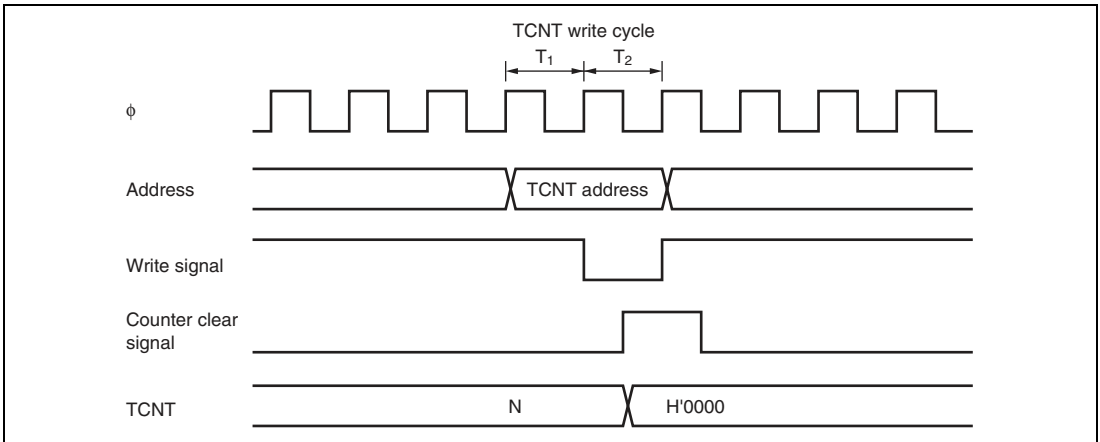 TCNT write cycle
T₁ T₂
ϕ
Address TCNT address
Write signal
Counter clear
signal
TCNT N H'0000